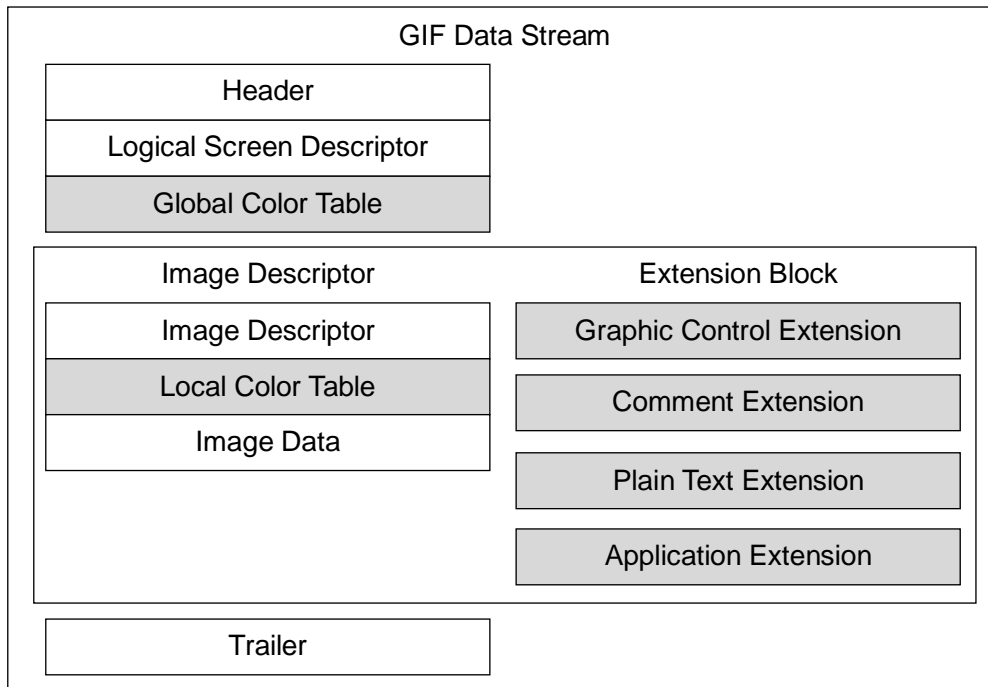 GIF Data Stream
Header
Logical Screen Descriptor
Global Color Table
Image Descriptor
Image Descriptor
Local Color Table
Image Data
Extension Block
Graphic Control Extension
Comment Extension
Plain Text Extension
Application Extension
Trailer